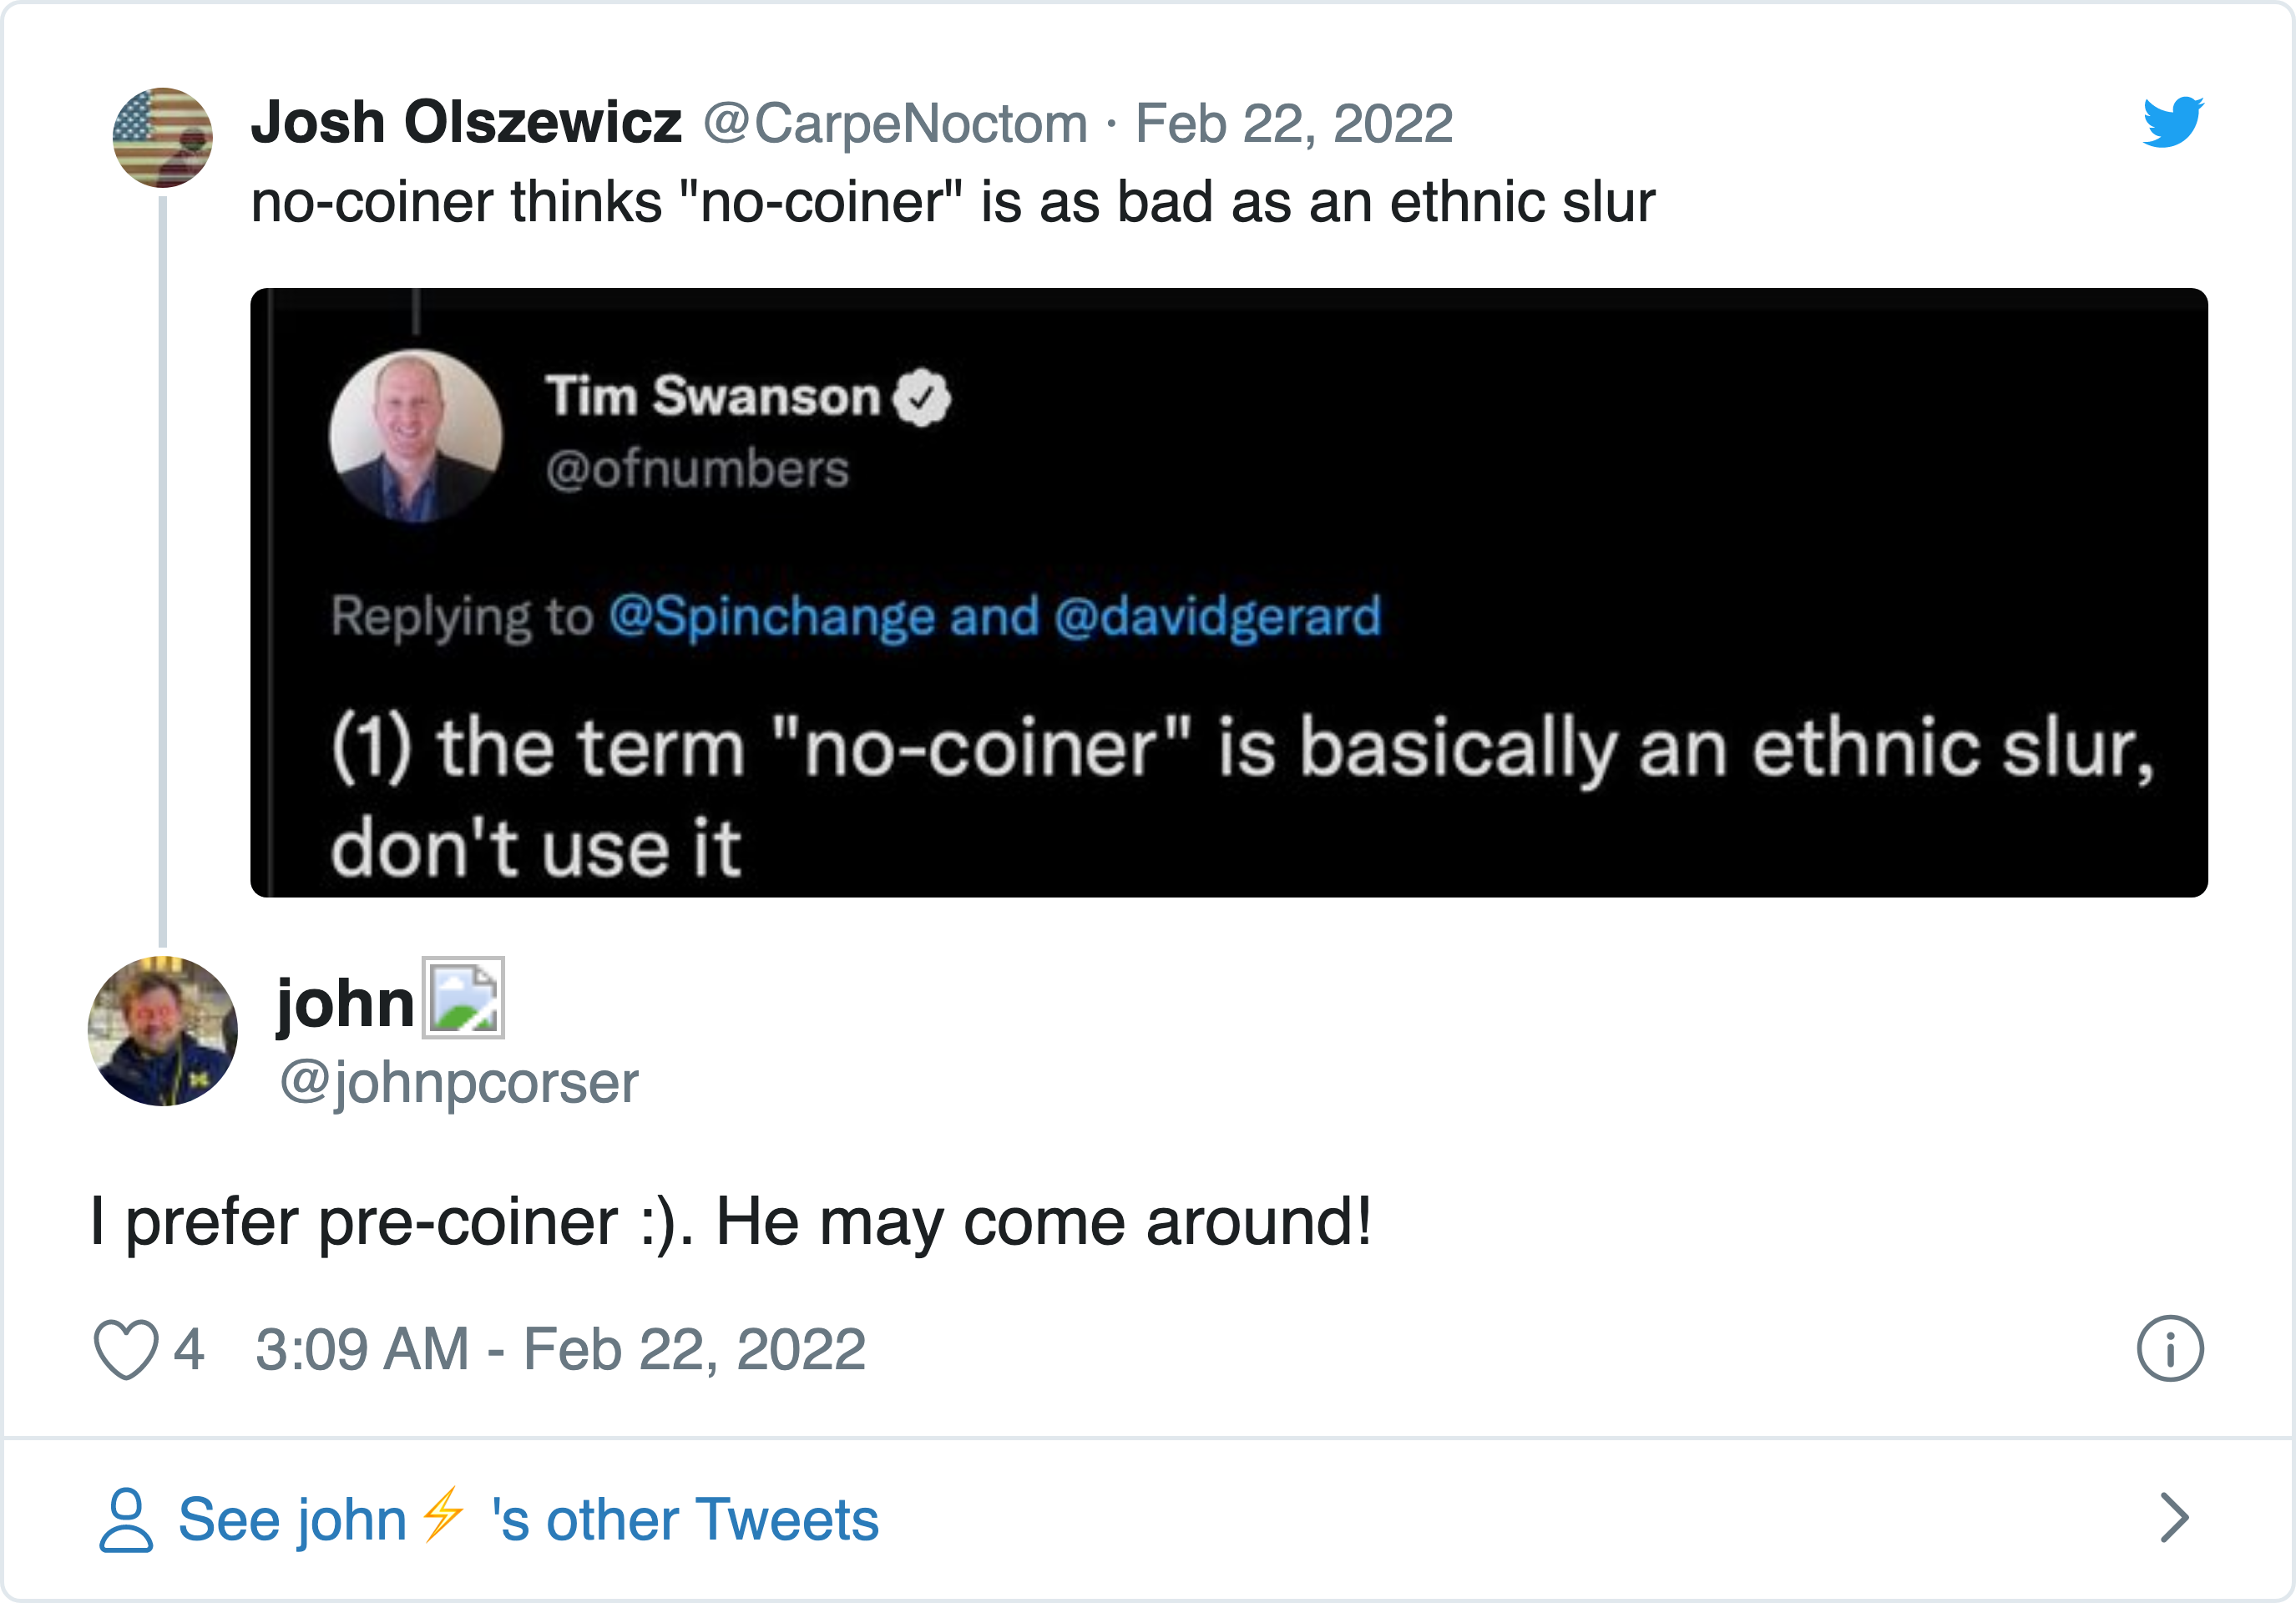 Josh Olszewicz @CarpeNoctom · Feb 22, 2022
no-coiner thinks "no-coiner" is as bad as an ethnic slur
Tim Swanson
@ofnumbers
Replying to @Spinchange and @davidgerard
(1) the term "no-coiner" is basically an ethnic slur,
don't use it
john
@johnpcorser
I prefer pre-coiner :). He may come around!
4 3:09 AM - Feb 22, 2022
See john⚡ 's other Tweets